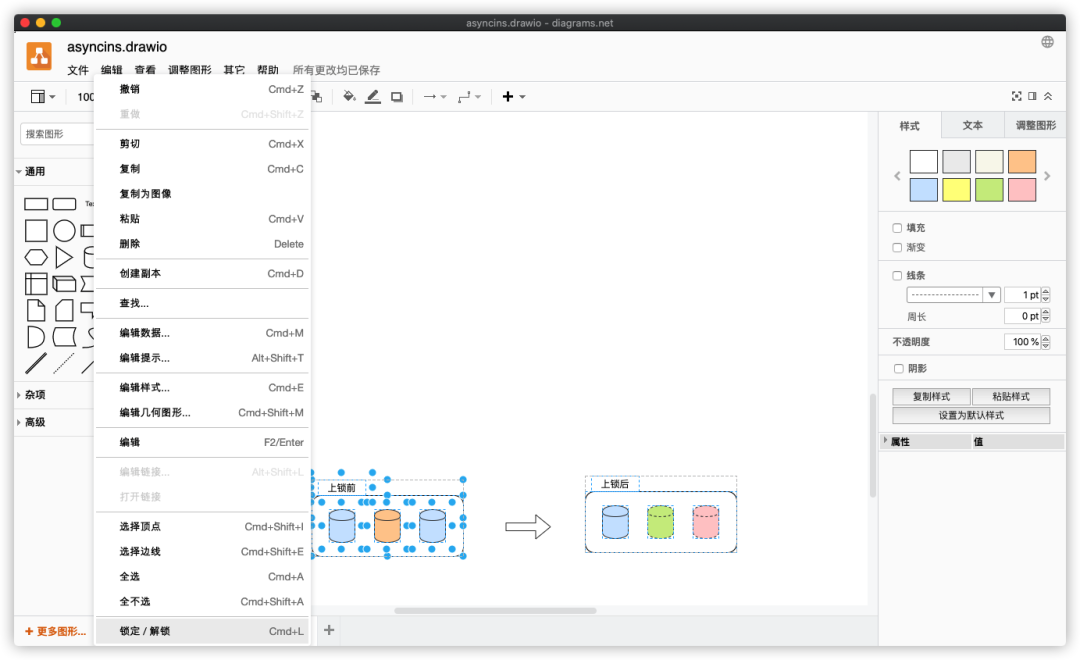 asyncins.drawio - diagrams.net
asyncins.drawio
文件 编辑 查看 调整图形 其它 帮助 所有更改均已保存
100
搜索图形
通用
Tex
杂项
高级
+ 更多图形...
撤销 Cmd+Z
重做 Cmd+Shift+Z
剪切 Cmd+X
复制 Cmd+C
复制为图像
粘贴 Cmd+V
删除 Delete
创建副本 Cmd+D
查找...
编辑数据... Cmd+M
编辑提示... Alt+Shift+T
编辑样式... Cmd+E
编辑几何图形... Cmd+Shift+M
编辑 F2/Enter
编辑链接... Alt+Shift+L
打开链接
选择顶点 Cmd+Shift+I
选择边线 Cmd+Shift+E
全选 Cmd+A
全不选 Cmd+Shift+A
锁定 / 解锁 Cmd+L
上锁前
上锁后
样式 文本 调整图形
填充
渐变
线条
1 pt
周长 0 pt
不透明度 100 %
阴影
复制样式 粘贴样式
设置为默认样式
属性 值